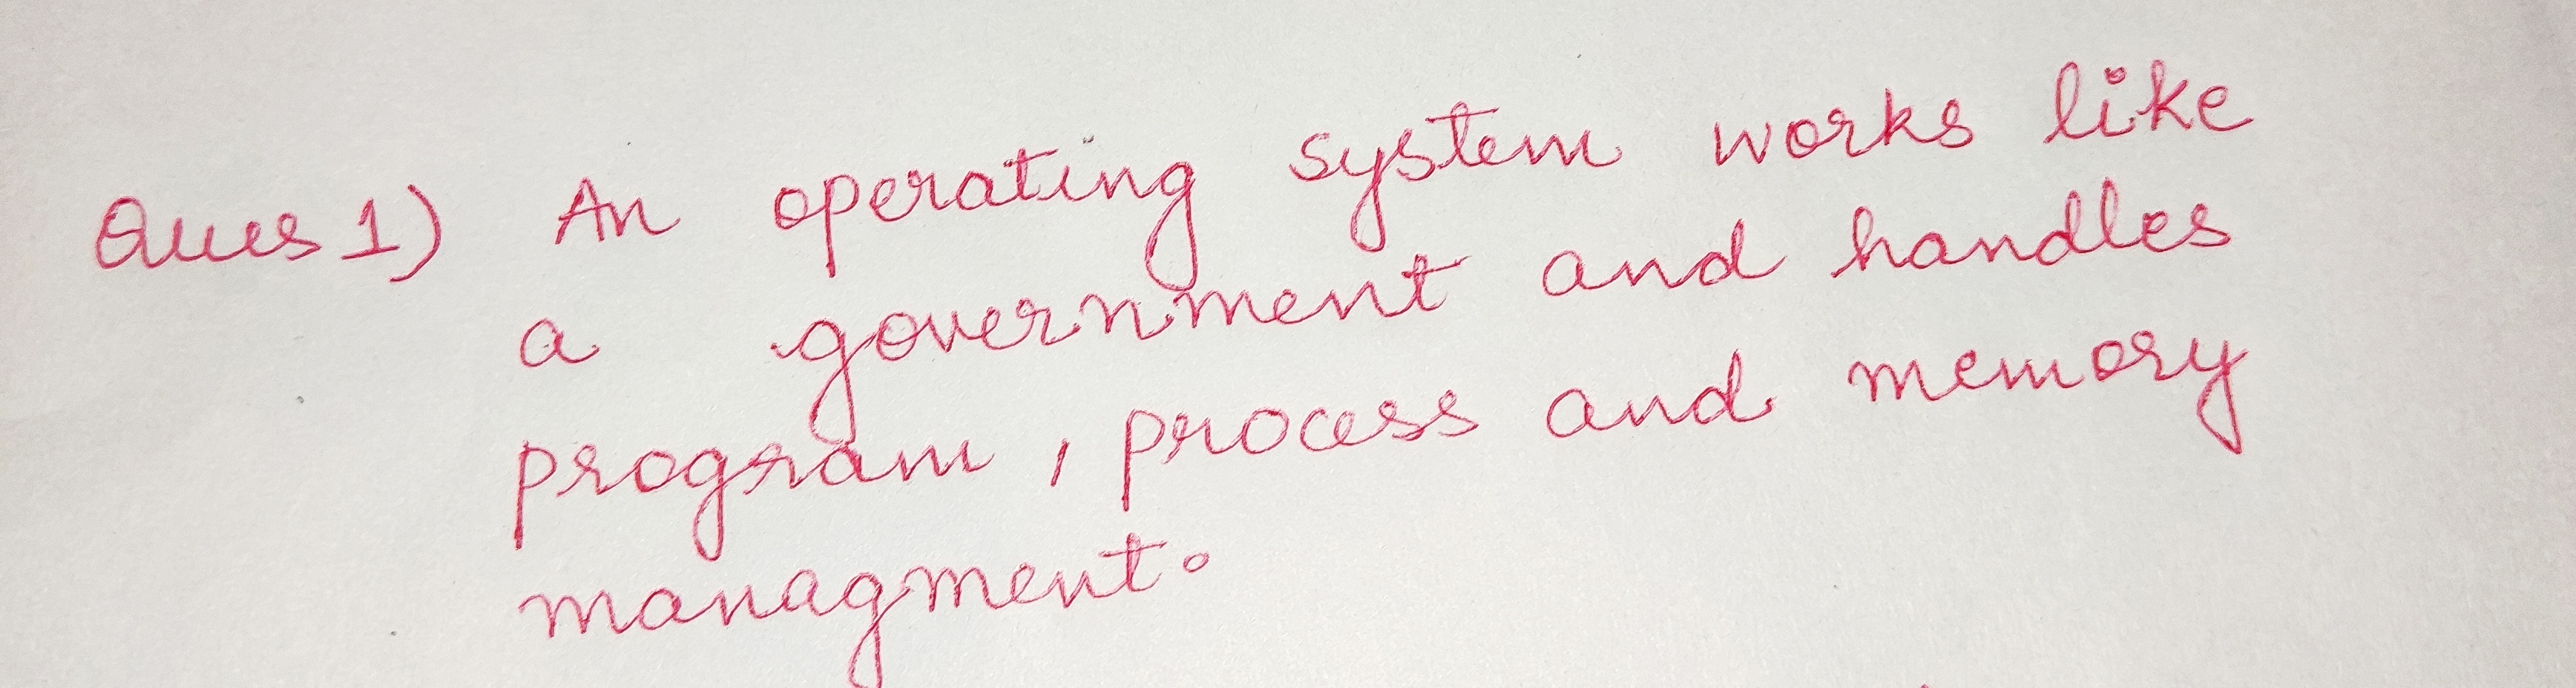 Ques 1) An operating system works like
a government and handles
program, process and memory
managment.